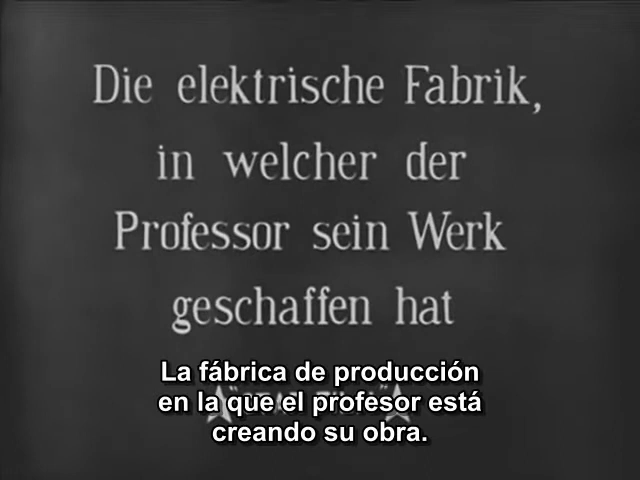 Die elektrische Fabrik,
in welcher der
Professor sein Werk
geschaffen hat
La fábrica de producción
en la que el profesor está
creando su obra.